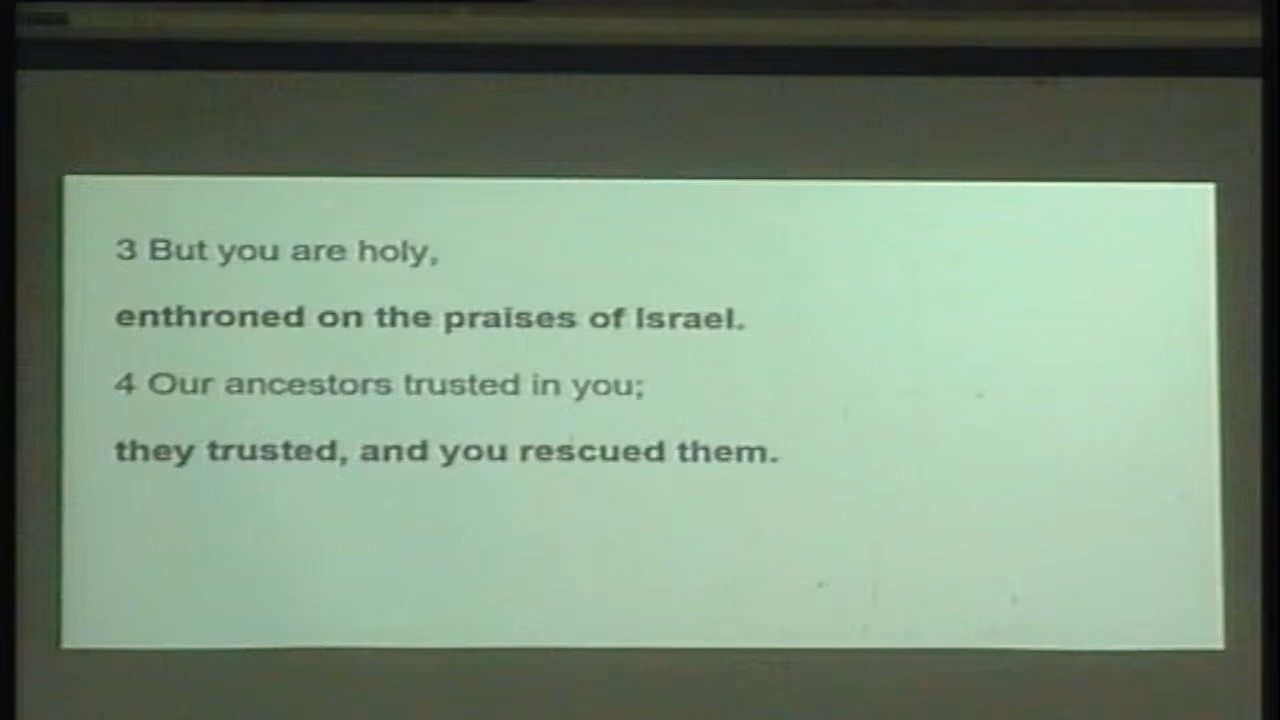 3 But you are holy,
enthroned on the praises of Israel.
4 Our ancestors trusted in you;
they trusted, and you rescued them.